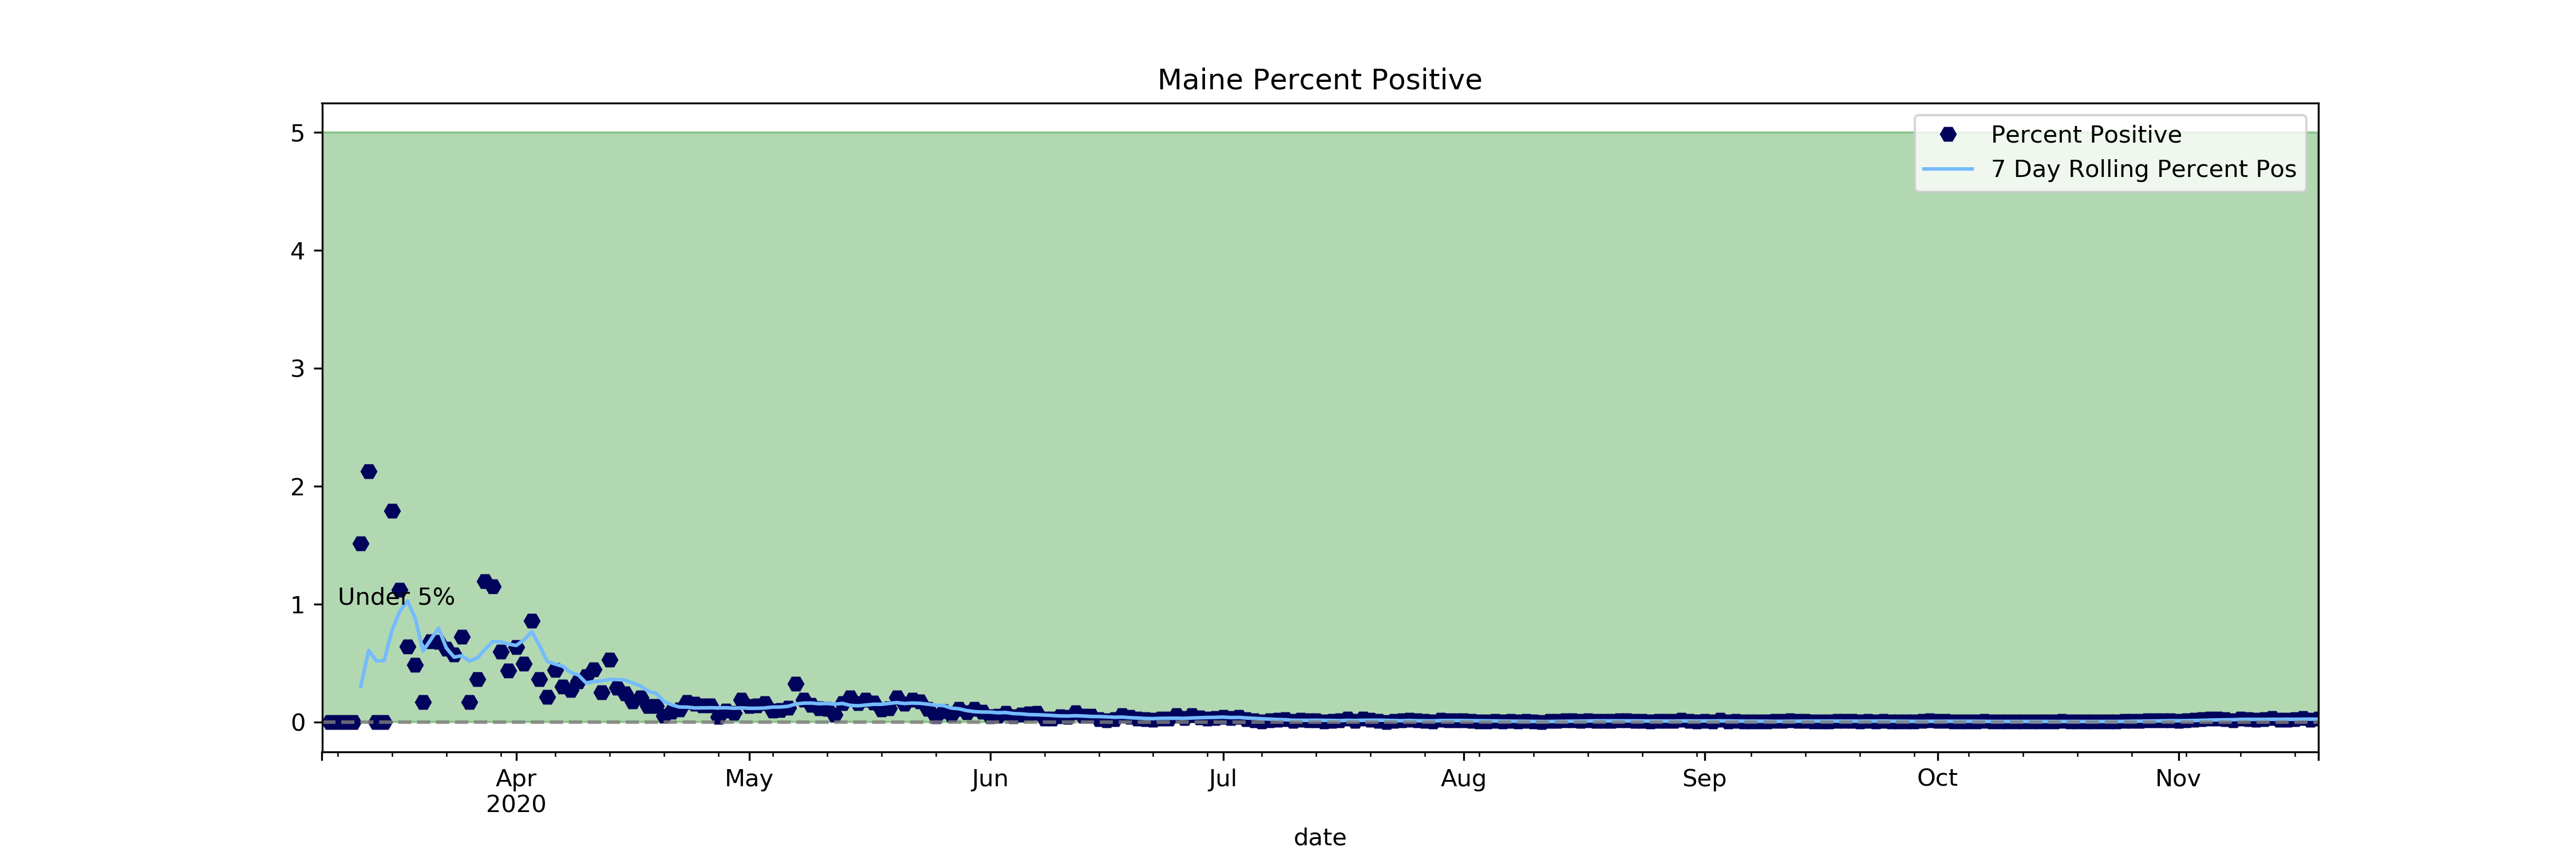 Maine Percent Positive
5
4
3
2
1
0
Percent Positive
7 Day Rolling Percent Pos
Under 5%
Apr
2020
May
Jun
Jul
Aug
Sep
Oct
Nov
date